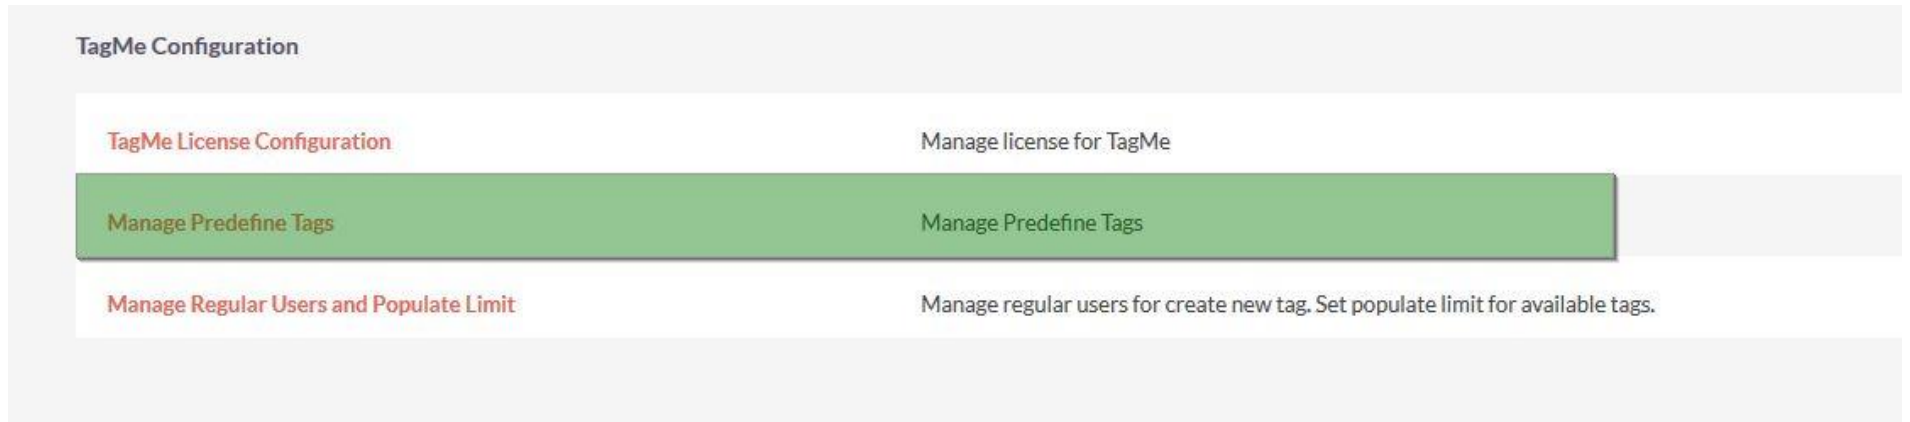 TagMe Configuration
TagMe License Configuration Manage license for TagMe
Manage Predefine Tags Manage Predefine Tags
Manage Regular Users and Populate Limit Manage regular users for create new tag. Set populate limit for available tags.